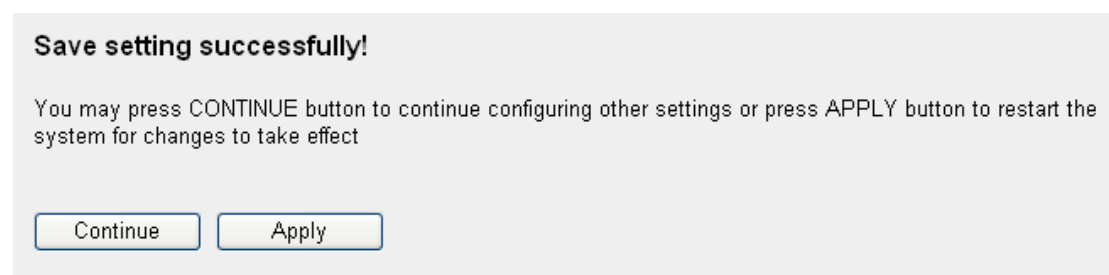 Save setting successfully!
You may press CONTINUE button to continue configuring other settings or press APPLY button to restart the
system for changes to take effect
Continue
Apply